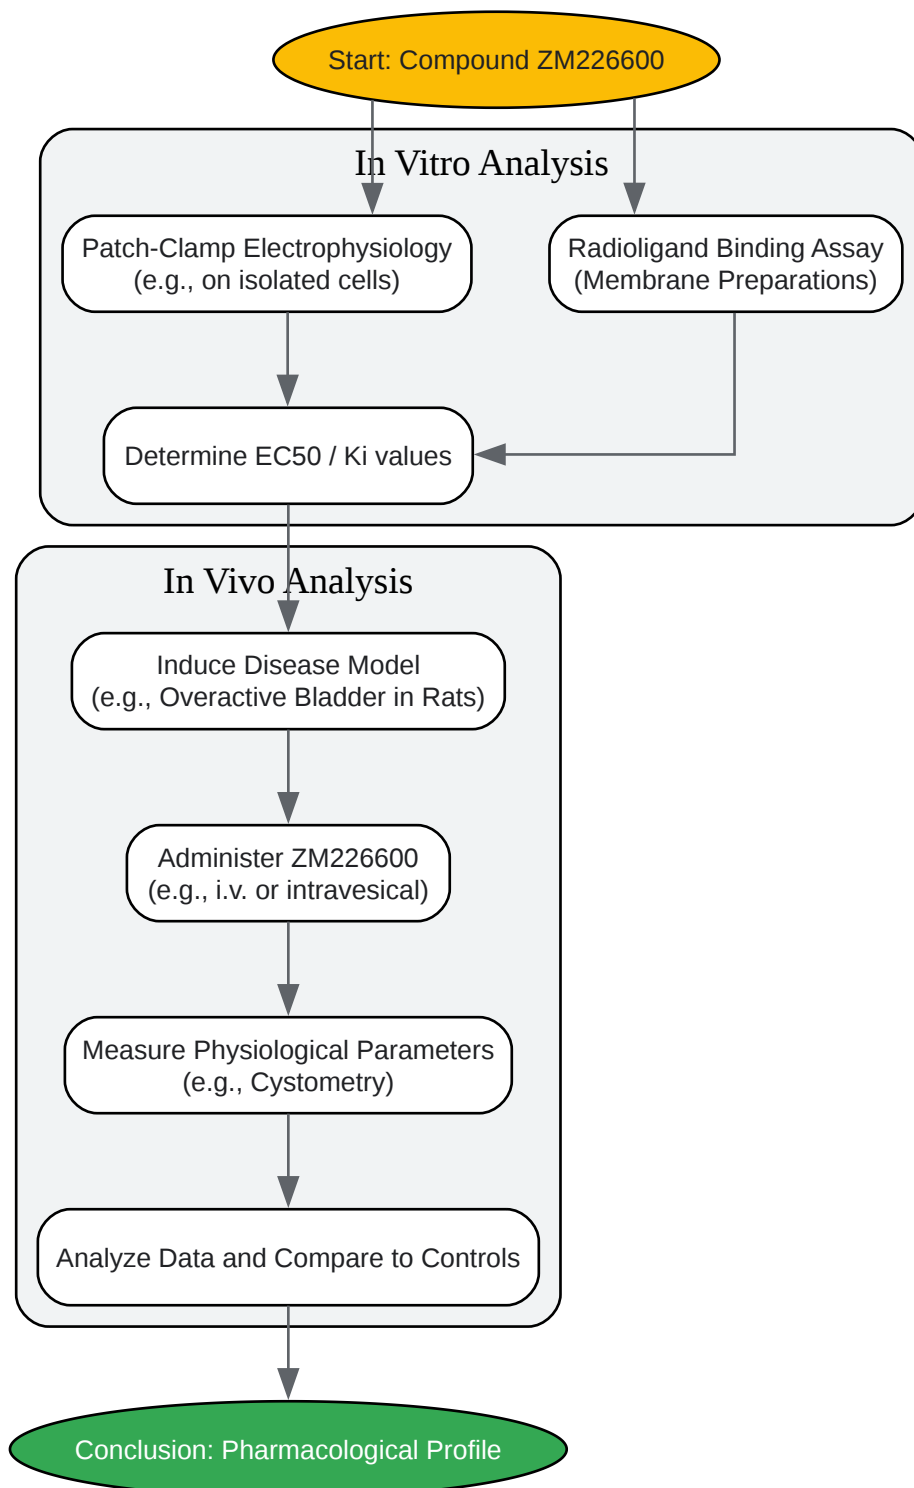 Start: Compound ZM226600
In Vitro Analysis
Patch-Clamp Electrophysiology
(e.g., on isolated cells)
Radioligand Binding Assay
(Membrane Preparations)
Determine EC50 / Ki values
In Vivo Analysis
Induce Disease Model
(e.g., Overactive Bladder in Rats)
Administer ZM226600
(e.g., i.v. or intravesical)
Measure Physiological Parameters
(e.g., Cystometry)
Analyze Data and Compare to Controls
Conclusion: Pharmacological Profile